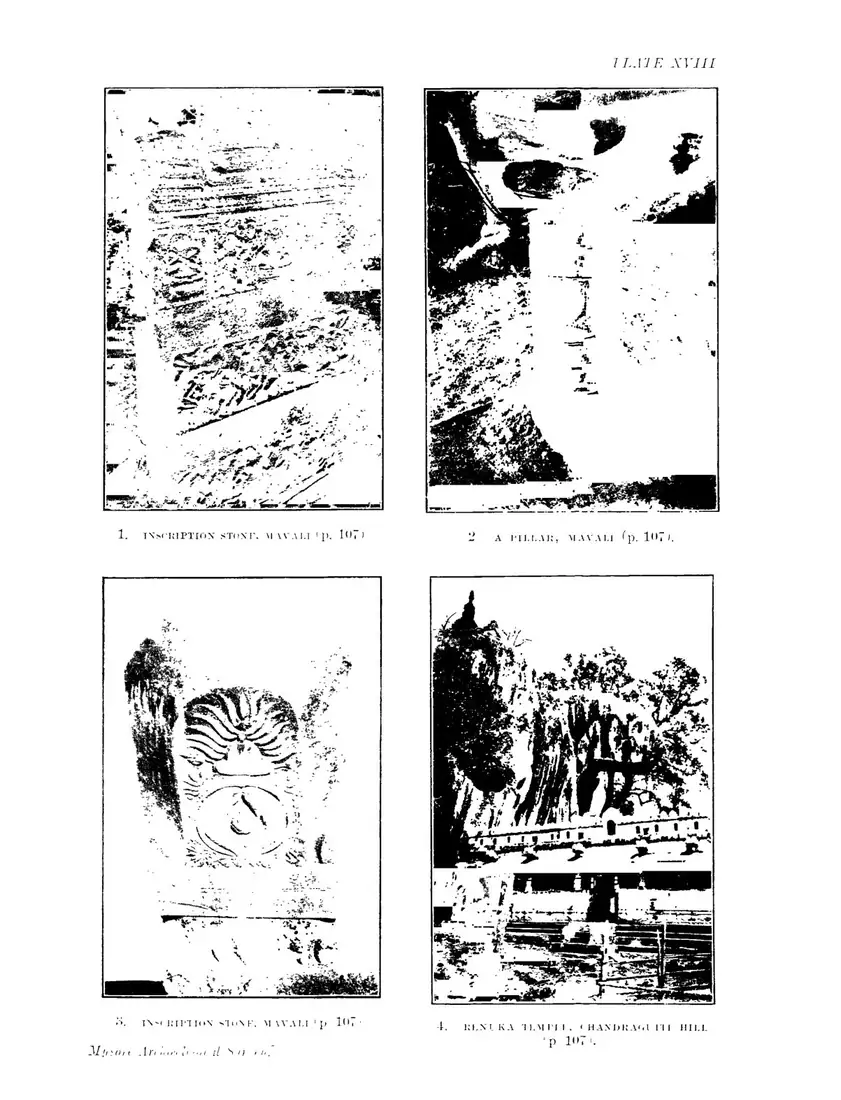 PLATE XVIII
1. INSCRIPTION STONE, MAVALI (p. 107)
2 A PILLAR, MAVALI (p. 107).
3. INSCRIPTION STONE, MAVALI (p 107)
4. RENUKA TEMPLE, CHANDRAGUTTI HILL
(p 107).
Mysore Archæological Survey